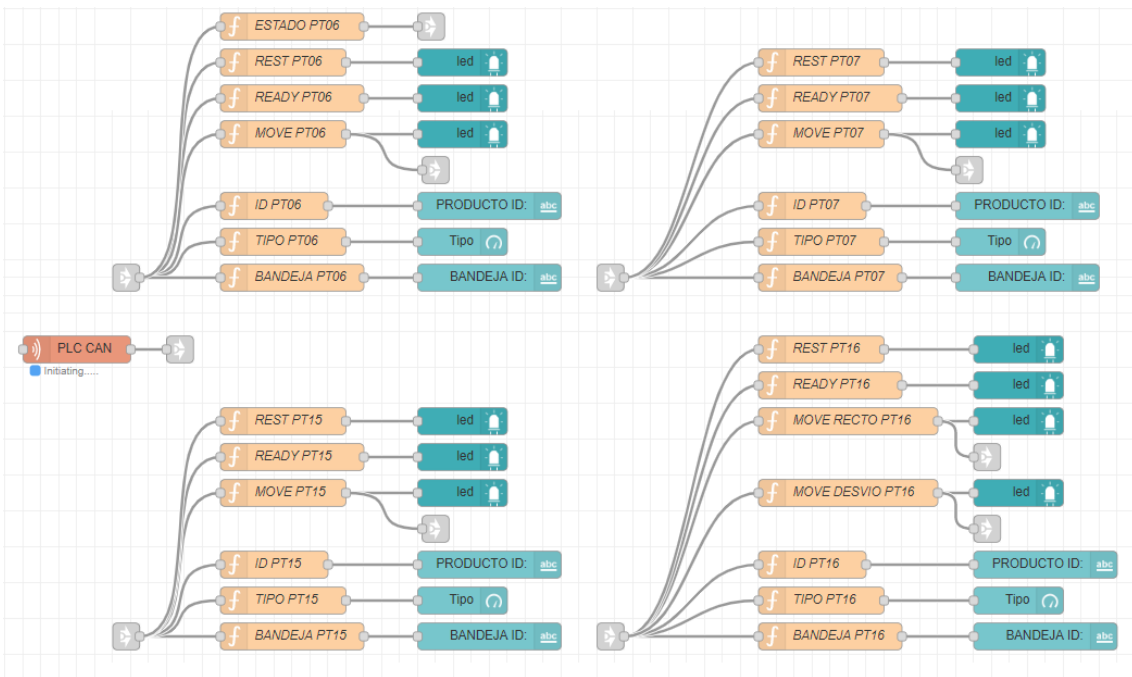 ESTADO PT06
REST PT06
led
READY PT06
led
MOVE PT06
led
ID PT06
PRODUCTO ID:
abc
TIPO PT06
Tipo
BANDEJA PT06
BANDEJA ID:
abc
REST PT07
led
READY PT07
led
MOVE PT07
led
ID PT07
PRODUCTO ID:
abc
TIPO PT07
Tipo
BANDEJA PT07
BANDEJA ID:
abc
PLC CAN
Initiating.....
REST PT15
led
READY PT15
led
MOVE PT15
led
ID PT15
PRODUCTO ID:
abc
TIPO PT15
Tipo
BANDEJA PT15
BANDEJA ID:
abc
REST PT16
led
READY PT16
led
MOVE RECTO PT16
led
MOVE DESVIO PT16
led
ID PT16
PRODUCTO ID:
abc
TIPO PT16
Tipo
BANDEJA PT16
BANDEJA ID:
abc